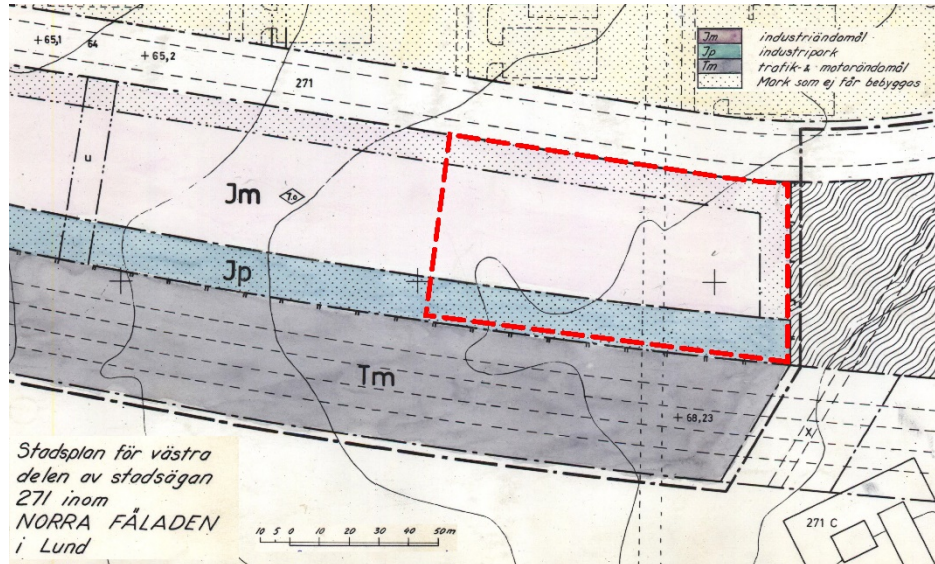 Jm industriändamål
Jp industripark
Tm trafik-& motorändamål
Mark som ej får bebyggas
+65,1
64
+65,2
271
u
Jm
7.0
Jp
Tm
+ 68,23
x
271 C
Stadsplan för västra
delen av stadsägan
271 inom
NORRA FÄLADEN
i Lund
10 5 0 10 20 30 40 50m